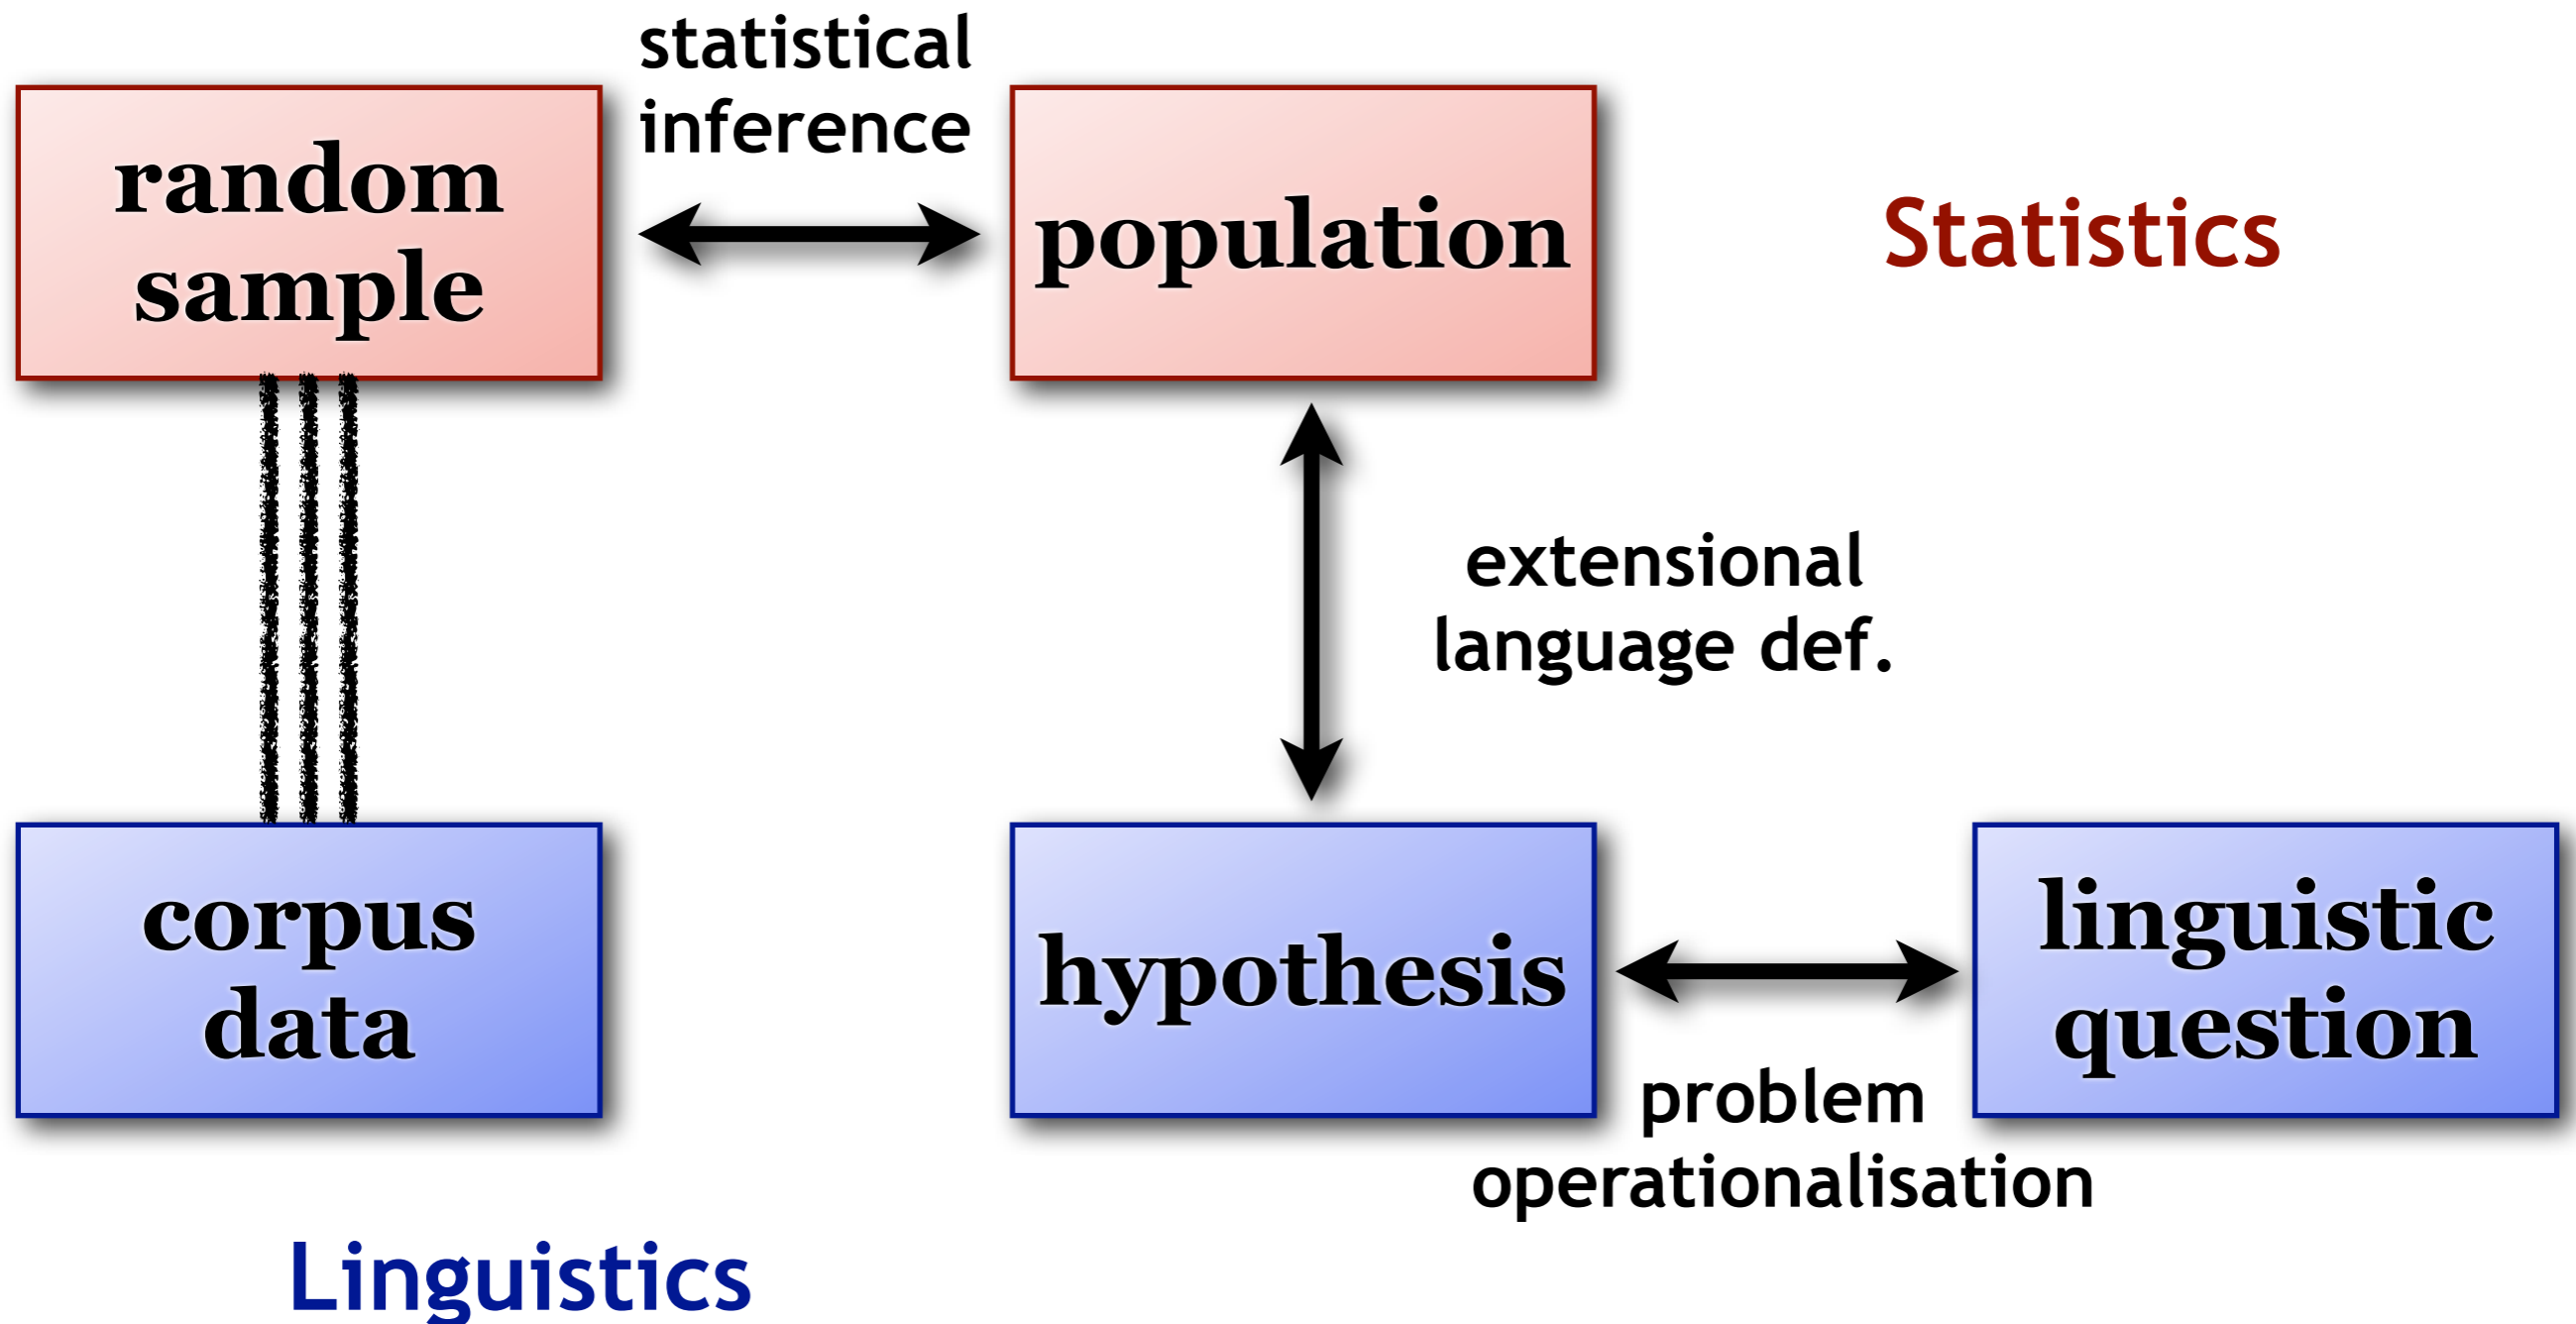 statistical
inference
random
sample
population
Statistics
extensional
language def.
corpus
data
hypothesis
linguistic
question
problem
operationalisation
Linguistics